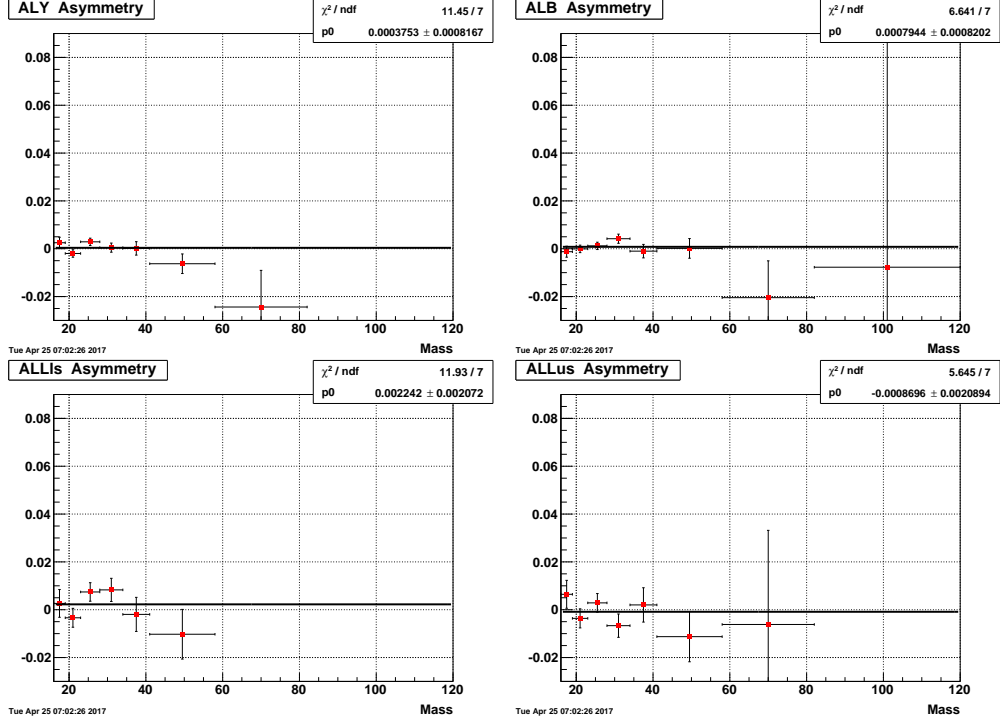 ALY Asymmetry
χ² / ndf 11.45 / 7
p0 0.0003753 ± 0.0008167
0.08
0.06
0.04
0.02
0
-0.02
20 40 60 80 100 120
Mass
Tue Apr 25 07:02:26 2017
ALB Asymmetry
χ² / ndf 6.641 / 7
p0 0.0007944 ± 0.0008202
0.08
0.06
0.04
0.02
0
-0.02
20 40 60 80 100 120
Mass
Tue Apr 25 07:02:26 2017
ALLls Asymmetry
χ² / ndf 11.93 / 7
p0 0.002242 ± 0.002072
0.08
0.06
0.04
0.02
0
-0.02
20 40 60 80 100 120
Mass
Tue Apr 25 07:02:26 2017
ALLus Asymmetry
χ² / ndf 5.645 / 7
p0 -0.0008696 ± 0.0020894
0.08
0.06
0.04
0.02
0
-0.02
20 40 60 80 100 120
Mass
Tue Apr 25 07:02:26 2017